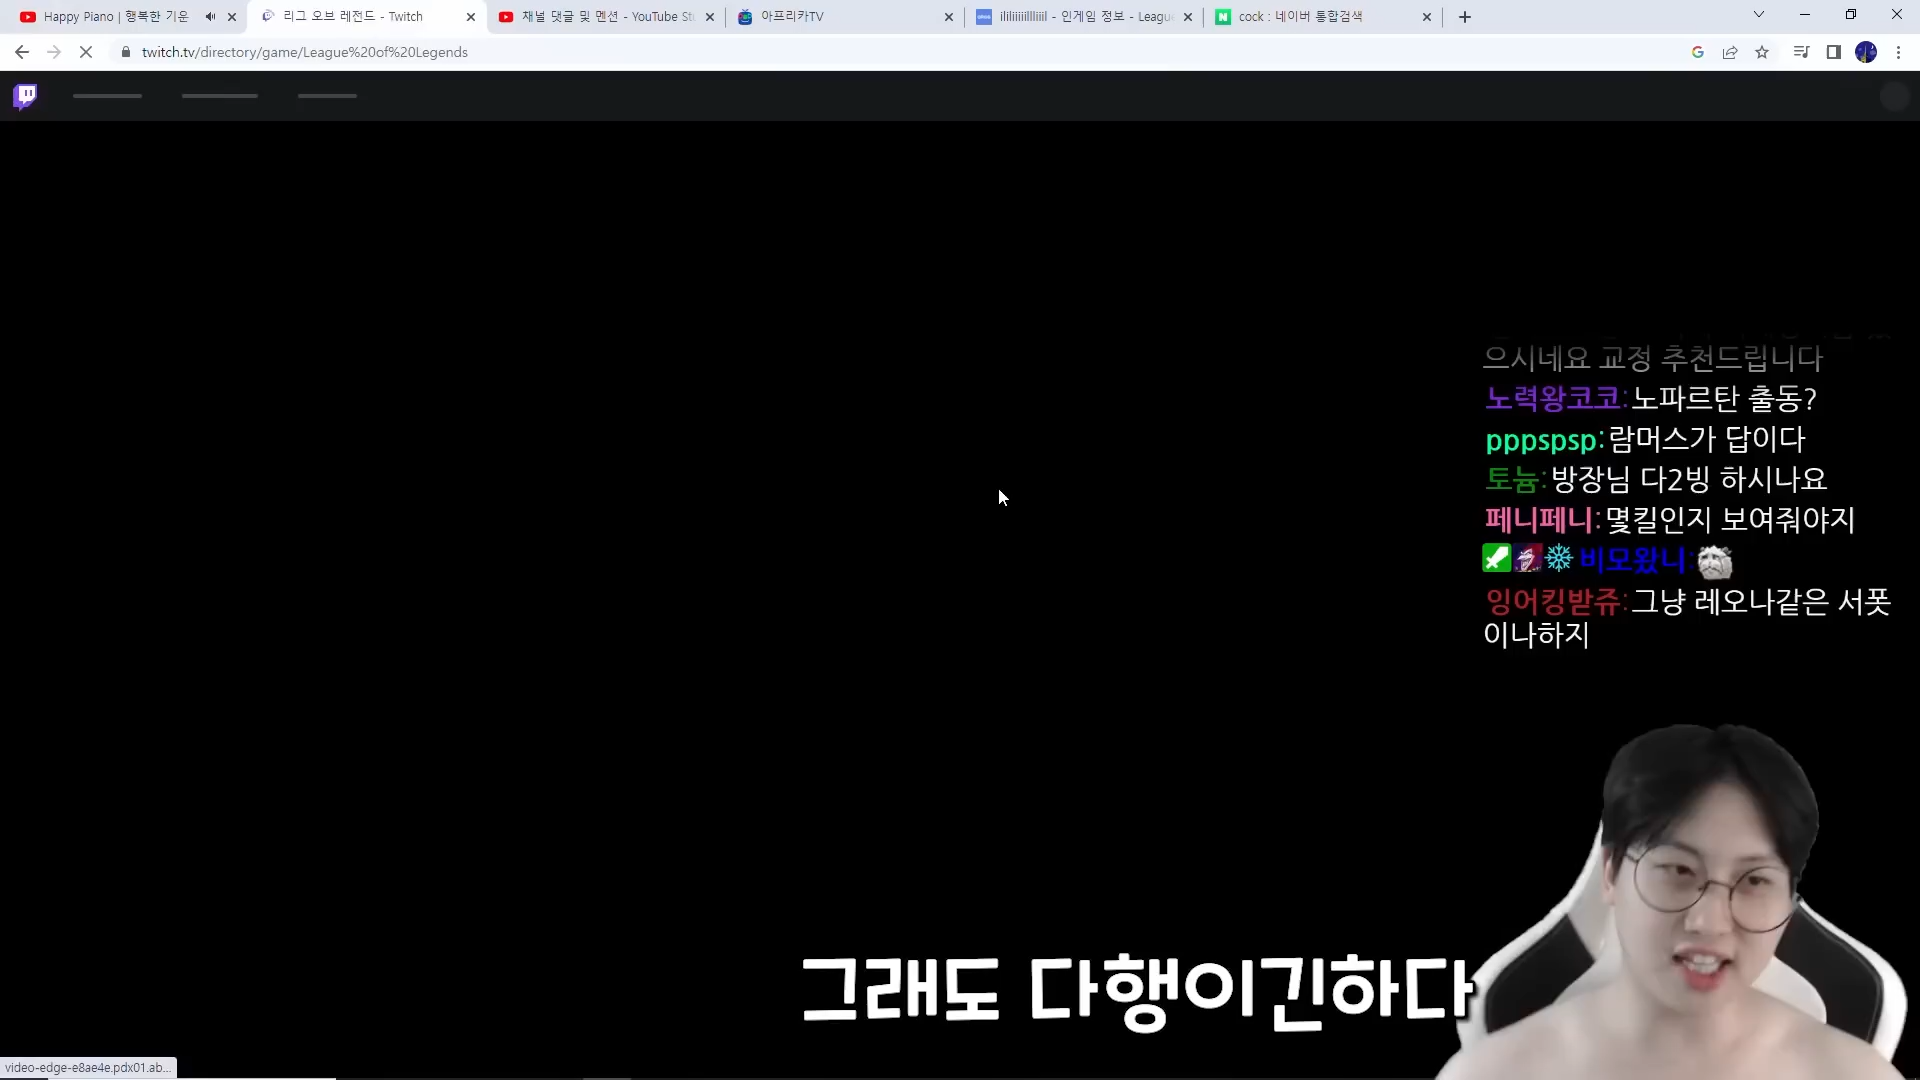 Happy Piano | 행복한 기운
리그 오브 레전드 - Twitch
채널 댓글 및 멘션 - YouTube Stu
아프리카TV
인게임 정보 - Leagu
cock : 네이버 통합검색
twitch.tv/directory/game/League%20of%20Legends
으시네요 교정 추천드립니다
노력왕코코: 노파르탄 출동?
pppspsp: 람머스가 답이다
토늄: 방장님 다2빙 하시나요
페니페니: 몇킬인지 보여줘야지
비모왔니:
잉어킹받쥬: 그냥 레오나같은 서폿
이나하지
그래도 다행이긴하다
video-edge-e8ae4e.pdx01.ab...